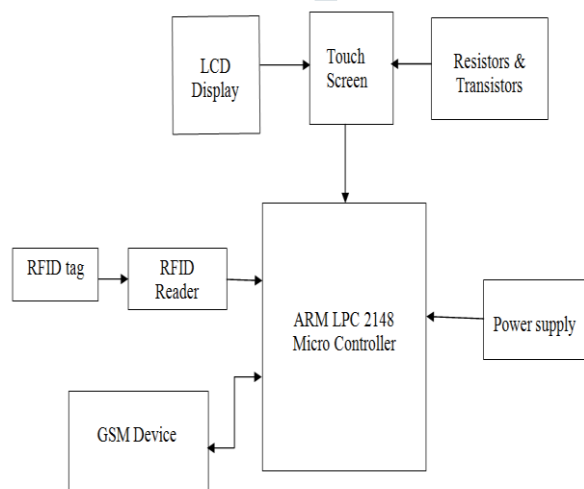 LCD
Display
Touch
Screen
Resistors &
Transistors
RFID tag
RFID
Reader
ARM LPC 2148
Micro Controller
Power supply
GSM Device